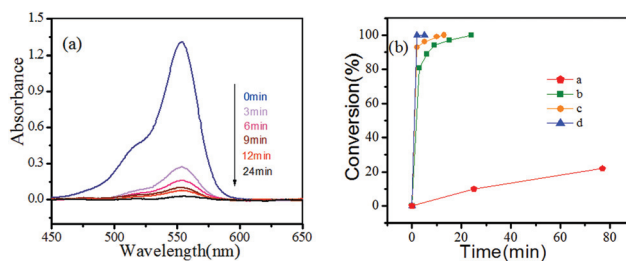 (a)
Absorbance
1.5
1.2
0.9
0.6
0.3
0.0
0min
3min
6min
9min
12min
24min
450 500 550 600 650
Wavelength(nm)
(b)
Conversion(%)
100
80
60
40
20
0
a
b
c
d
0 20 40 60 80
Time(min)